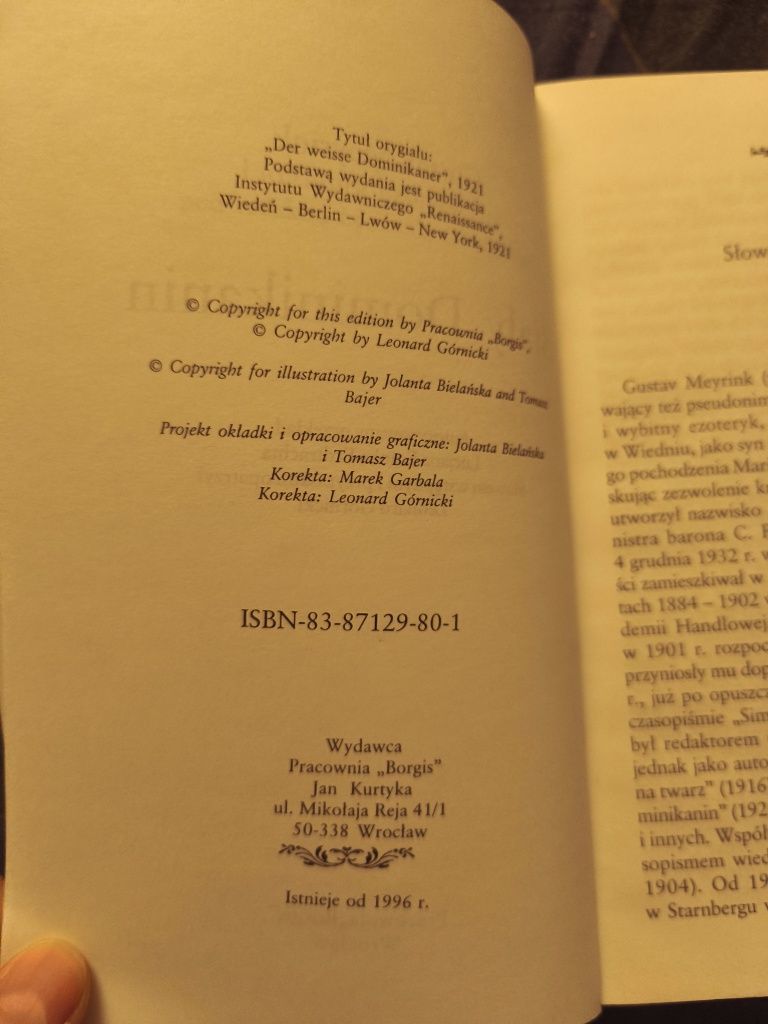 Tytuł orygiału:
„Der weisse Dominikaner", 1921
Podstawą wydania jest publikacja
Instytutu Wydawniczego „Renaissance",
Wiedeń – Berlin – Lwów – New York, 1921
© Copyright for this edition by Pracownia „Borgis",
© Copyright by Leonard Górnicki
© Copyright for illustration by Jolanta Bielańska and Tomasz
Bajer
Projekt okładki i opracowanie graficzne: Jolanta Bielańska
i Tomasz Bajer
Korekta: Marek Garbala
Korekta: Leonard Górnicki
ISBN-83-87129-80-1
Wydawca
Pracownia „Borgis"
Jan Kurtyka
ul. Mikołaja Reja 41/1
50-338 Wrocław
Istnieje od 1996 r.
Słow
Gustav Meyrink (
wający też pseudonim
i wybitny ezoteryk,
w Wiedniu, jako syn
go pochodzenia Mari
skując zezwolenie k
utworzył nazwisko
nistra barona C. F
4 grudnia 1932 r. w
ści zamieszkiwał w
tach 1884 – 1902 w
demii Handlowej
w 1901 r. rozpoc
przyniosły mu dop
r., już po opuszcz
czasopiśmie „Sim
był redaktorem
jednak jako auto
na twarz" (1916
minikanin" (192
i innych. Współ
sopismem wied
1904). Od 19
w Starnbergu w